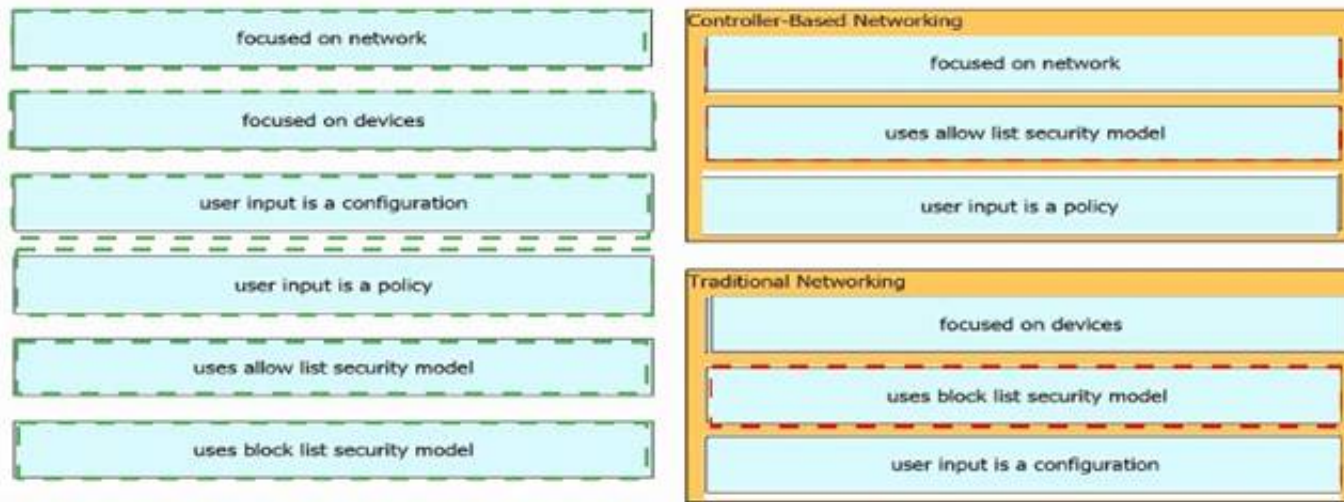 focused on network
focused on devices
user input is a configuration
user input is a policy
uses allow list security model
uses block list security model
Controller-Based Networking
focused on network
uses allow list security model
user input is a policy
Traditional Networking
focused on devices
uses block list security model
user input is a configuration